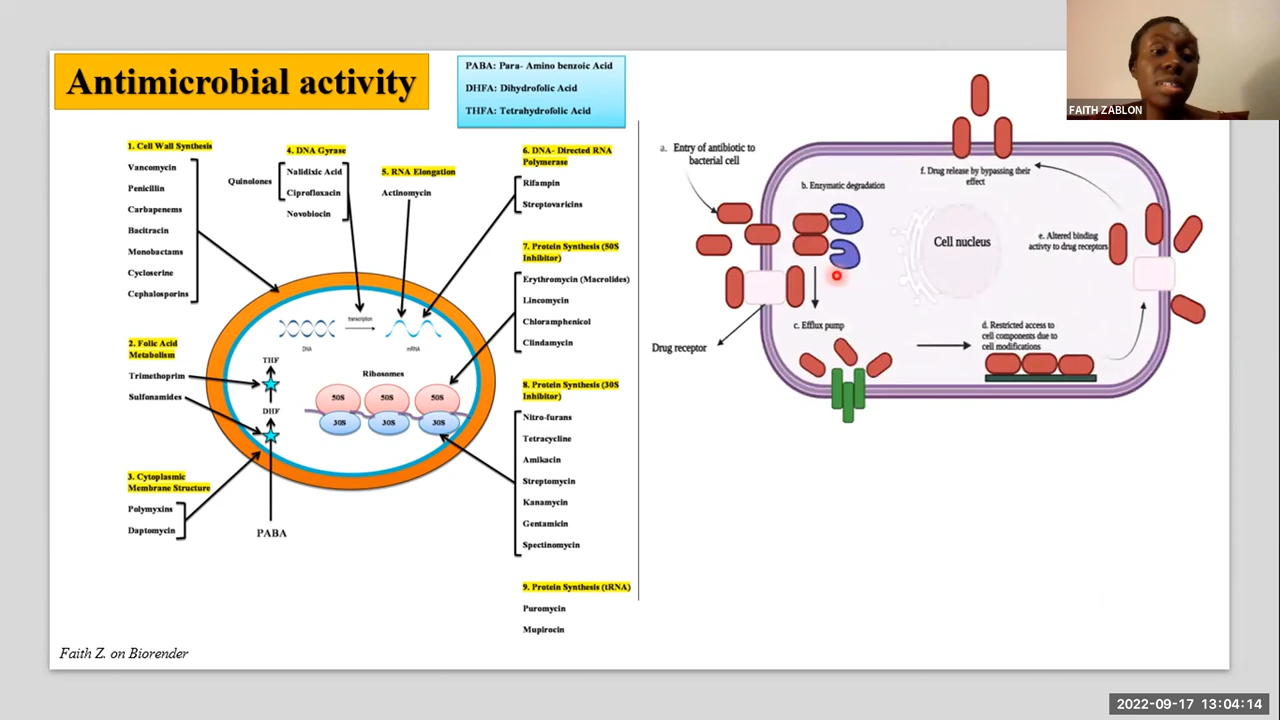 Antimicrobial activity
PABA: Para- Amino benzoic Acid
DHFA: Dihydrofolic Acid
THFA: Tetrahydrofolic Acid
FAITH ZABLON
1. Cell Wall Synthesis
Vancomycin
Penicillin
Carbapenems
Bacitracin
Monobactams
Cycloserine
Cephalosporins
2. Folic Acid
Metabolism
Trimethoprim
Sulfonamides
3. Cytoplasmic
Membrane Structure
Polymyxins
Daptomycin
4. DNA Gyrase
Quinolones
Nalidixic Acid
Ciprofloxacin
Novobiocin
5. RNA Elongation
Actinomycin
transcription
DNA
mRNA
THF
DHF
PABA
Ribosomes
50S
50S
50S
30S
30S
30S
6. DNA- Directed RNA
Polymerase
Rifampin
Streptovaricins
7. Protein Synthesis (50S
Inhibitor)
Erythromycin (Macrolides)
Lincomycin
Chloramphenicol
Clindamycin
8. Protein Synthesis (30S
Inhibitor)
Nitro-furans
Tetracycline
Amikacin
Streptomycin
Kanamycin
Gentamicin
Spectinomycin
9. Protein Synthesis (tRNA)
Puromycin
Mupirocin
a. Entry of antibiotic to
bacterial cell
b. Enzymatic degradation
f. Drug release by bypassing their
effect
Cell nucleus
e. Altered binding
activty to drug receptors
c. Efflux pump
d. Restricted access to
cell components due to
cell modifications
Drug receptor
Faith Z. on Biorender
2022-09-17 13:04:14